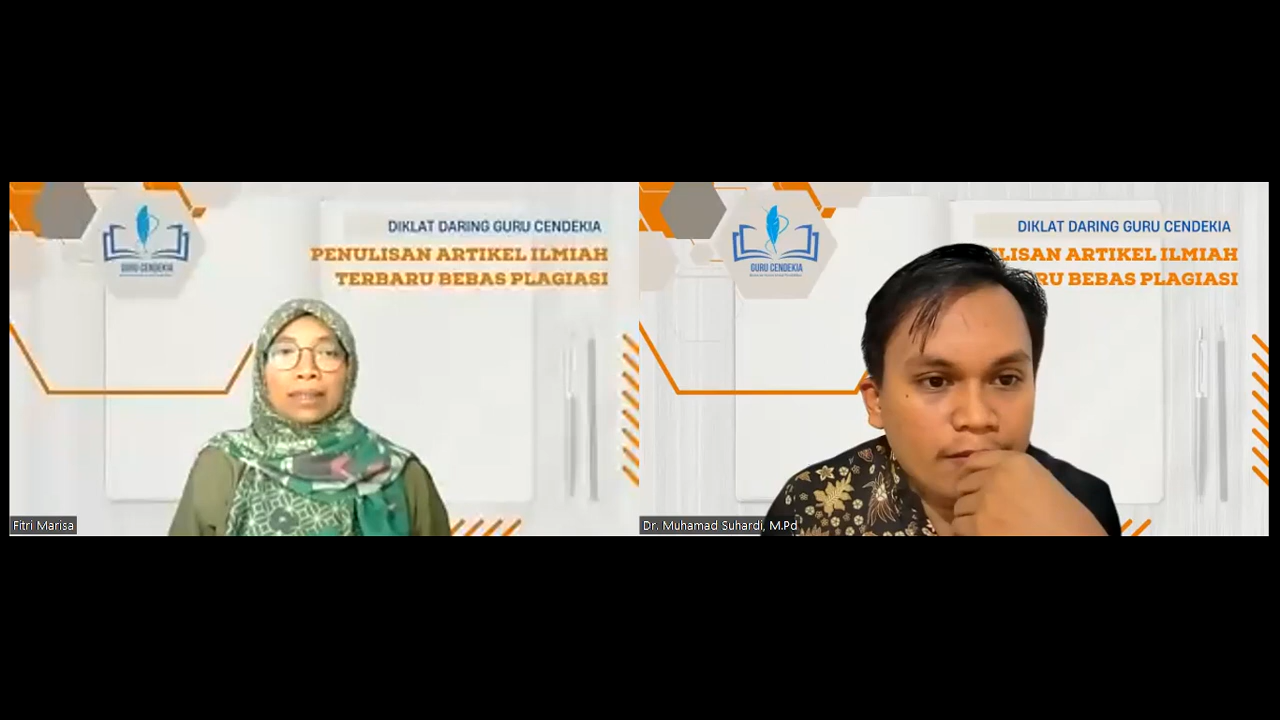 DIKLAT DARING GURU CENDEKIA
PENULISAN ARTIKEL ILMIAH
TERBARU BEBAS PLAGIASI
GURU CENDEKIA
Fitri Marisa
DIKLAT DARING GURU CENDEKIA
LISAN ARTIKEL ILMIAH
RU BEBAS PLAGIASI
GURU CENDEKIA
Dr. Muhamad Suhardi, M.Pd